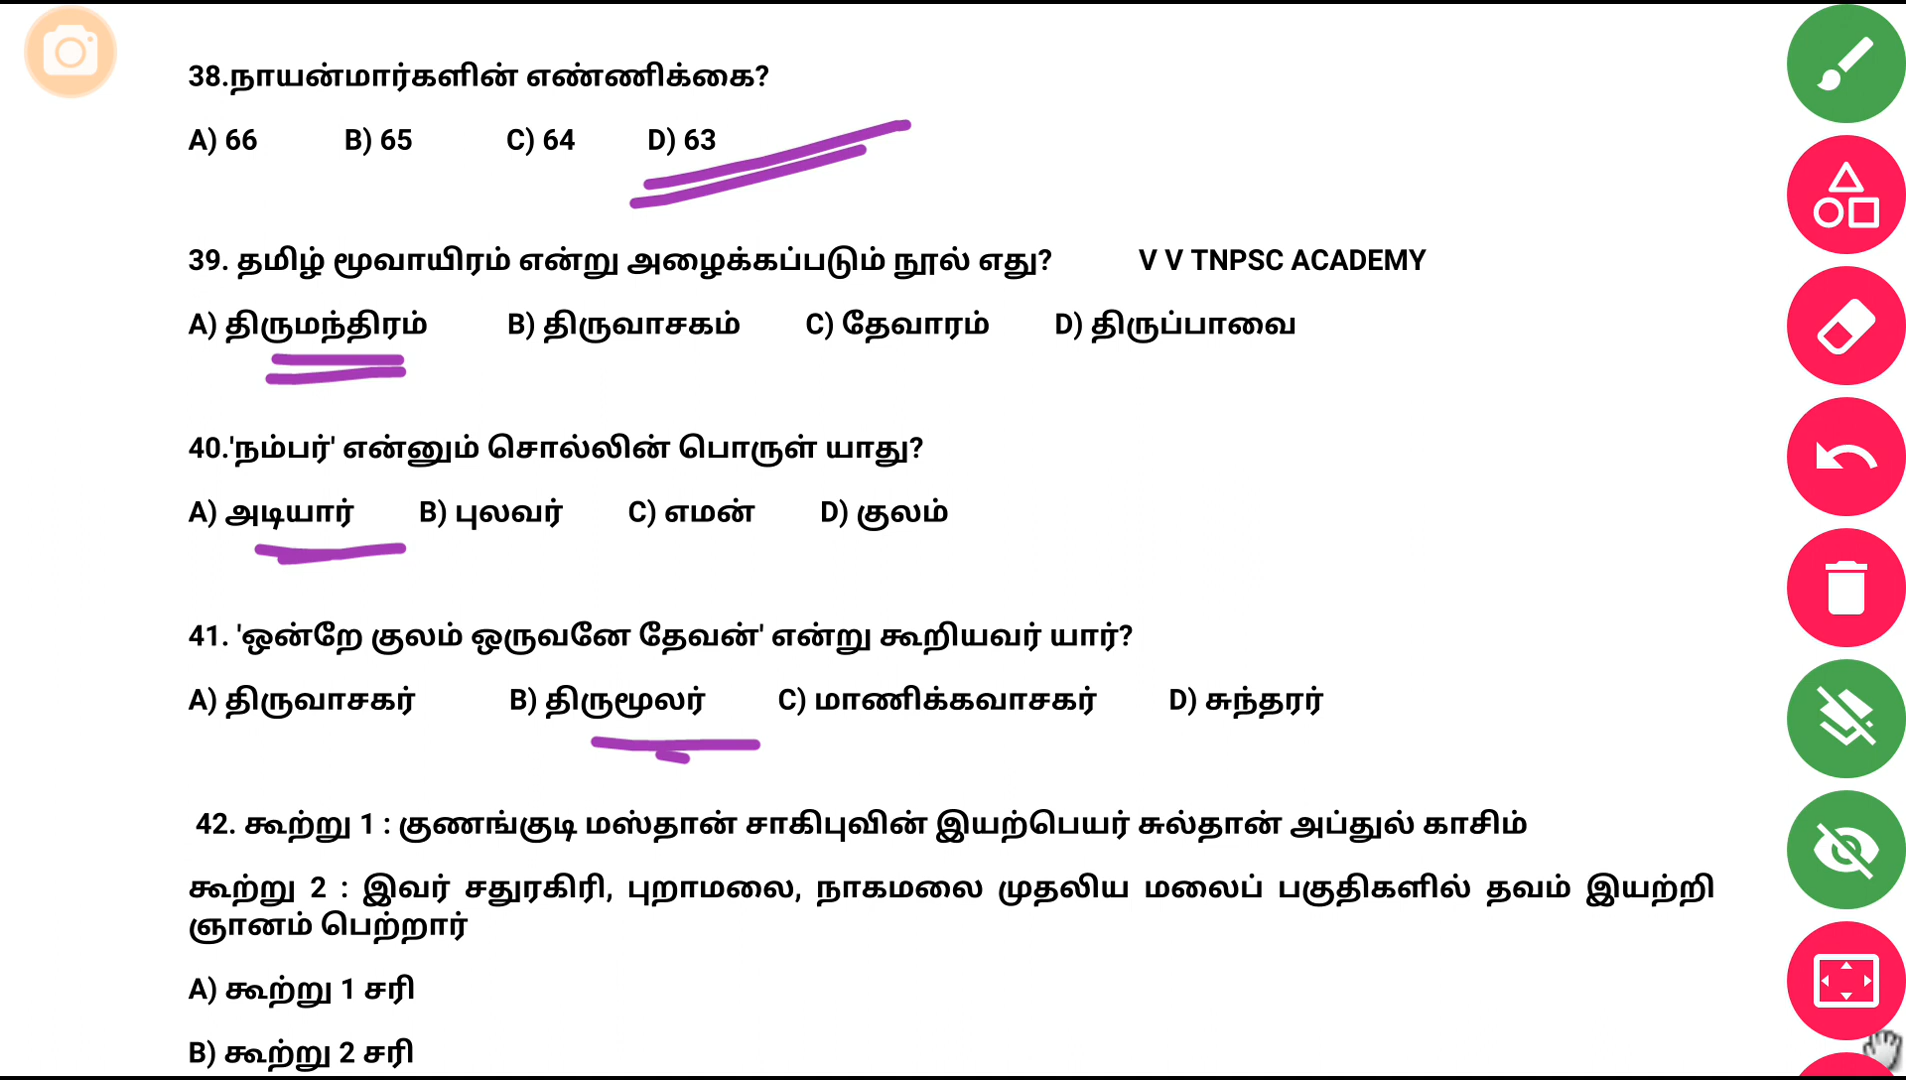 38.நாயன்மார்களின் எண்ணிக்கை?
A) 66 B) 65 C) 64 D) 63
39. தமிழ் மூவாயிரம் என்று அழைக்கப்படும் நூல் எது? V V TNPSC ACADEMY
A) திருமந்திரம் B) திருவாசகம் C) தேவாரம் D) திருப்பாவை
40.'நம்பர்' என்னும் சொல்லின் பொருள் யாது?
A) அடியார் B) புலவர் C) எமன் D) குலம்
41. 'ஒன்றே குலம் ஒருவனே தேவன்' என்று கூறியவர் யார்?
A) திருவாசகர் B) திருமூலர் C) மாணிக்கவாசகர் D) சுந்தரர்
42. கூற்று 1 : குணங்குடி மஸ்தான் சாகிபுவின் இயற்பெயர் சுல்தான் அப்துல் காசிம்
கூற்று 2 : இவர் சதுரகிரி, புறாமலை, நாகமலை முதலிய மலைப் பகுதிகளில் தவம் இயற்றி
ஞானம் பெற்றார்
A) கூற்று 1 சரி
B) கூற்று 2 சரி